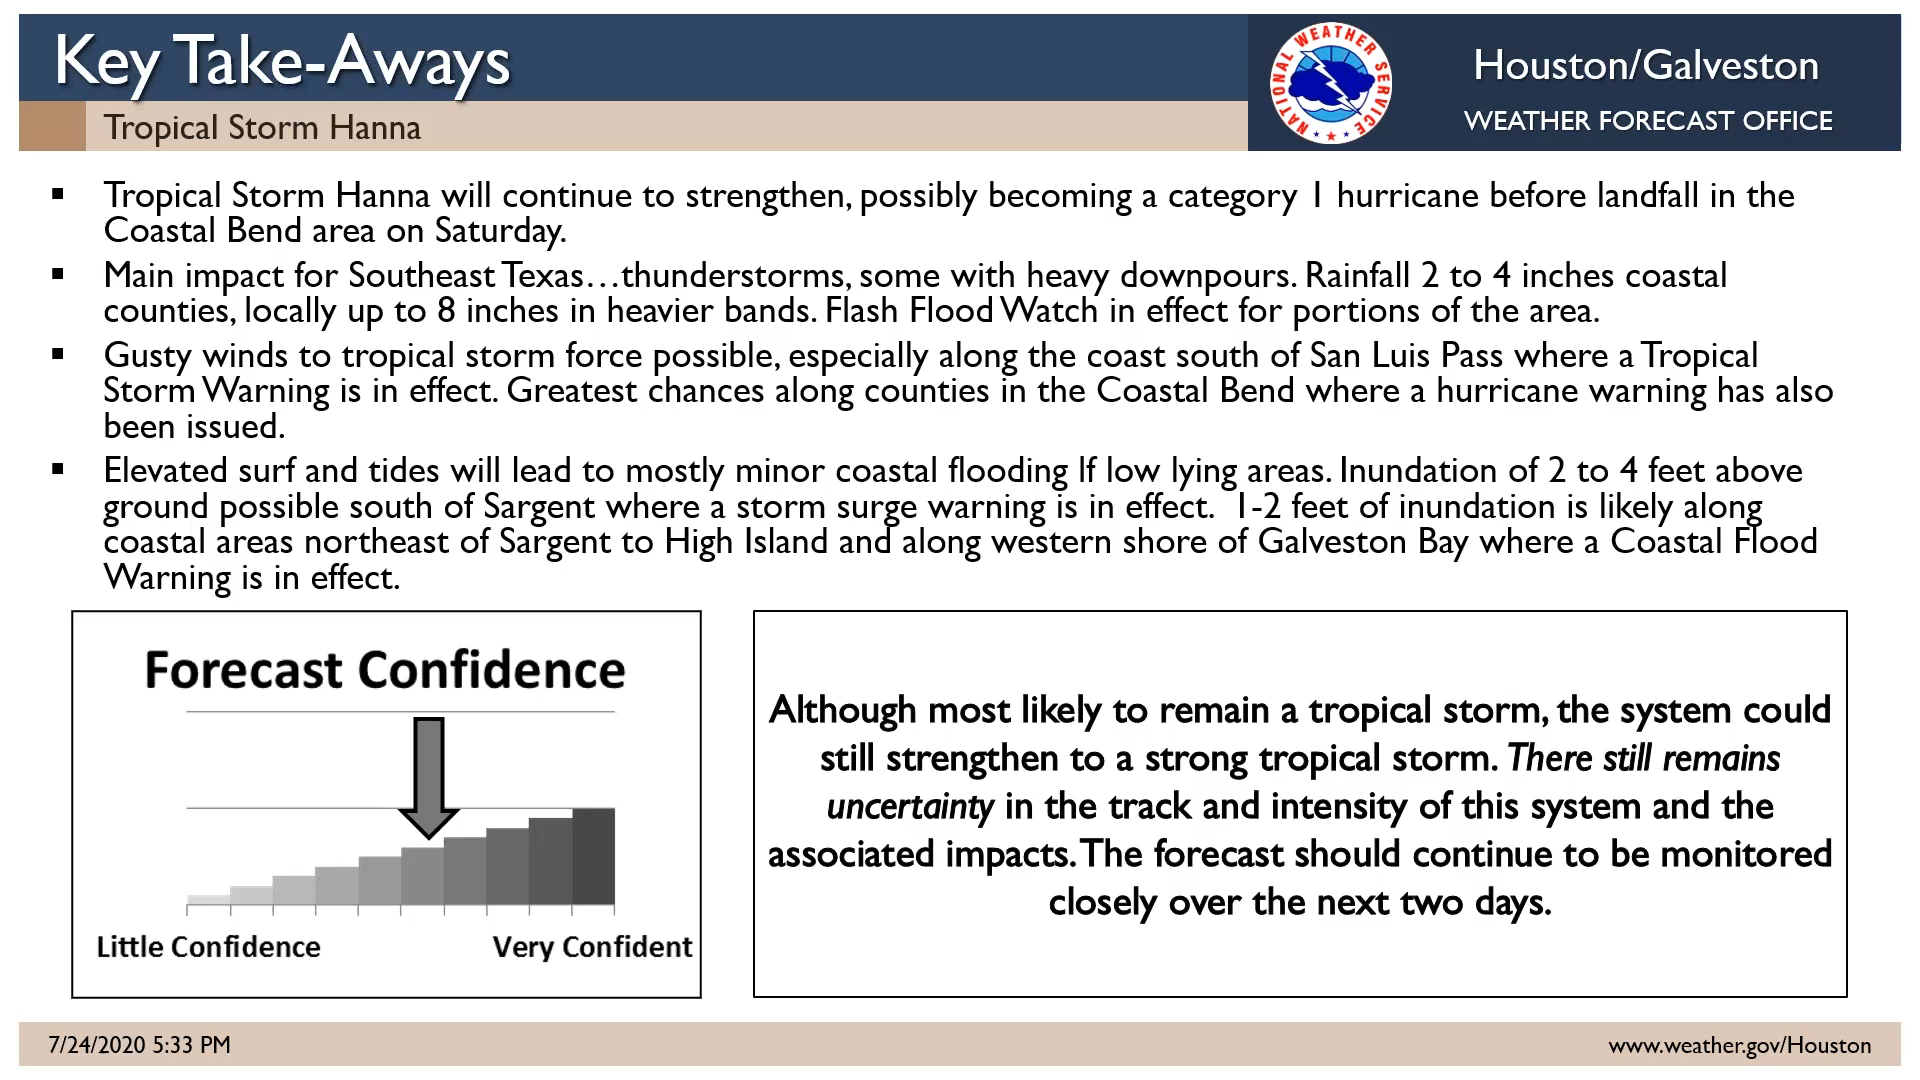 Key Take-Aways
Tropical Storm Hanna
NATIONAL WEATHER SERVICE
Houston/Galveston
WEATHER FORECAST OFFICE
▪ Tropical Storm Hanna will continue to strengthen, possibly becoming a category 1 hurricane before landfall in the
Coastal Bend area on Saturday.
▪ Main impact for Southeast Texas…thunderstorms, some with heavy downpours. Rainfall 2 to 4 inches coastal
counties, locally up to 8 inches in heavier bands. Flash Flood Watch in effect for portions of the area.
▪ Gusty winds to tropical storm force possible, especially along the coast south of San Luis Pass where a Tropical
Storm Warning is in effect. Greatest chances along counties in the Coastal Bend where a hurricane warning has also
been issued.
▪ Elevated surf and tides will lead to mostly minor coastal flooding lf low lying areas. Inundation of 2 to 4 feet above
ground possible south of Sargent where a storm surge warning is in effect. 1-2 feet of inundation is likely along
coastal areas northeast of Sargent to High Island and along western shore of Galveston Bay where a Coastal Flood
Warning is in effect.
Forecast Confidence
Little Confidence
Very Confident
Although most likely to remain a tropical storm, the system could
still strengthen to a strong tropical storm. There still remains
uncertainty in the track and intensity of this system and the
associated impacts. The forecast should continue to be monitored
closely over the next two days.
7/24/2020 5:33 PM
www.weather.gov/Houston